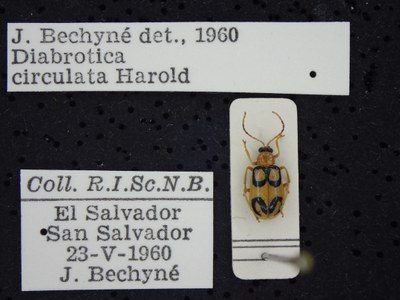 J. Bechyné det., 1960
Diabrotica
circulata Harold
Coll. R.I.Sc.N.B.
El Salvador
San Salvador
23-V-1960
J. Bechyné